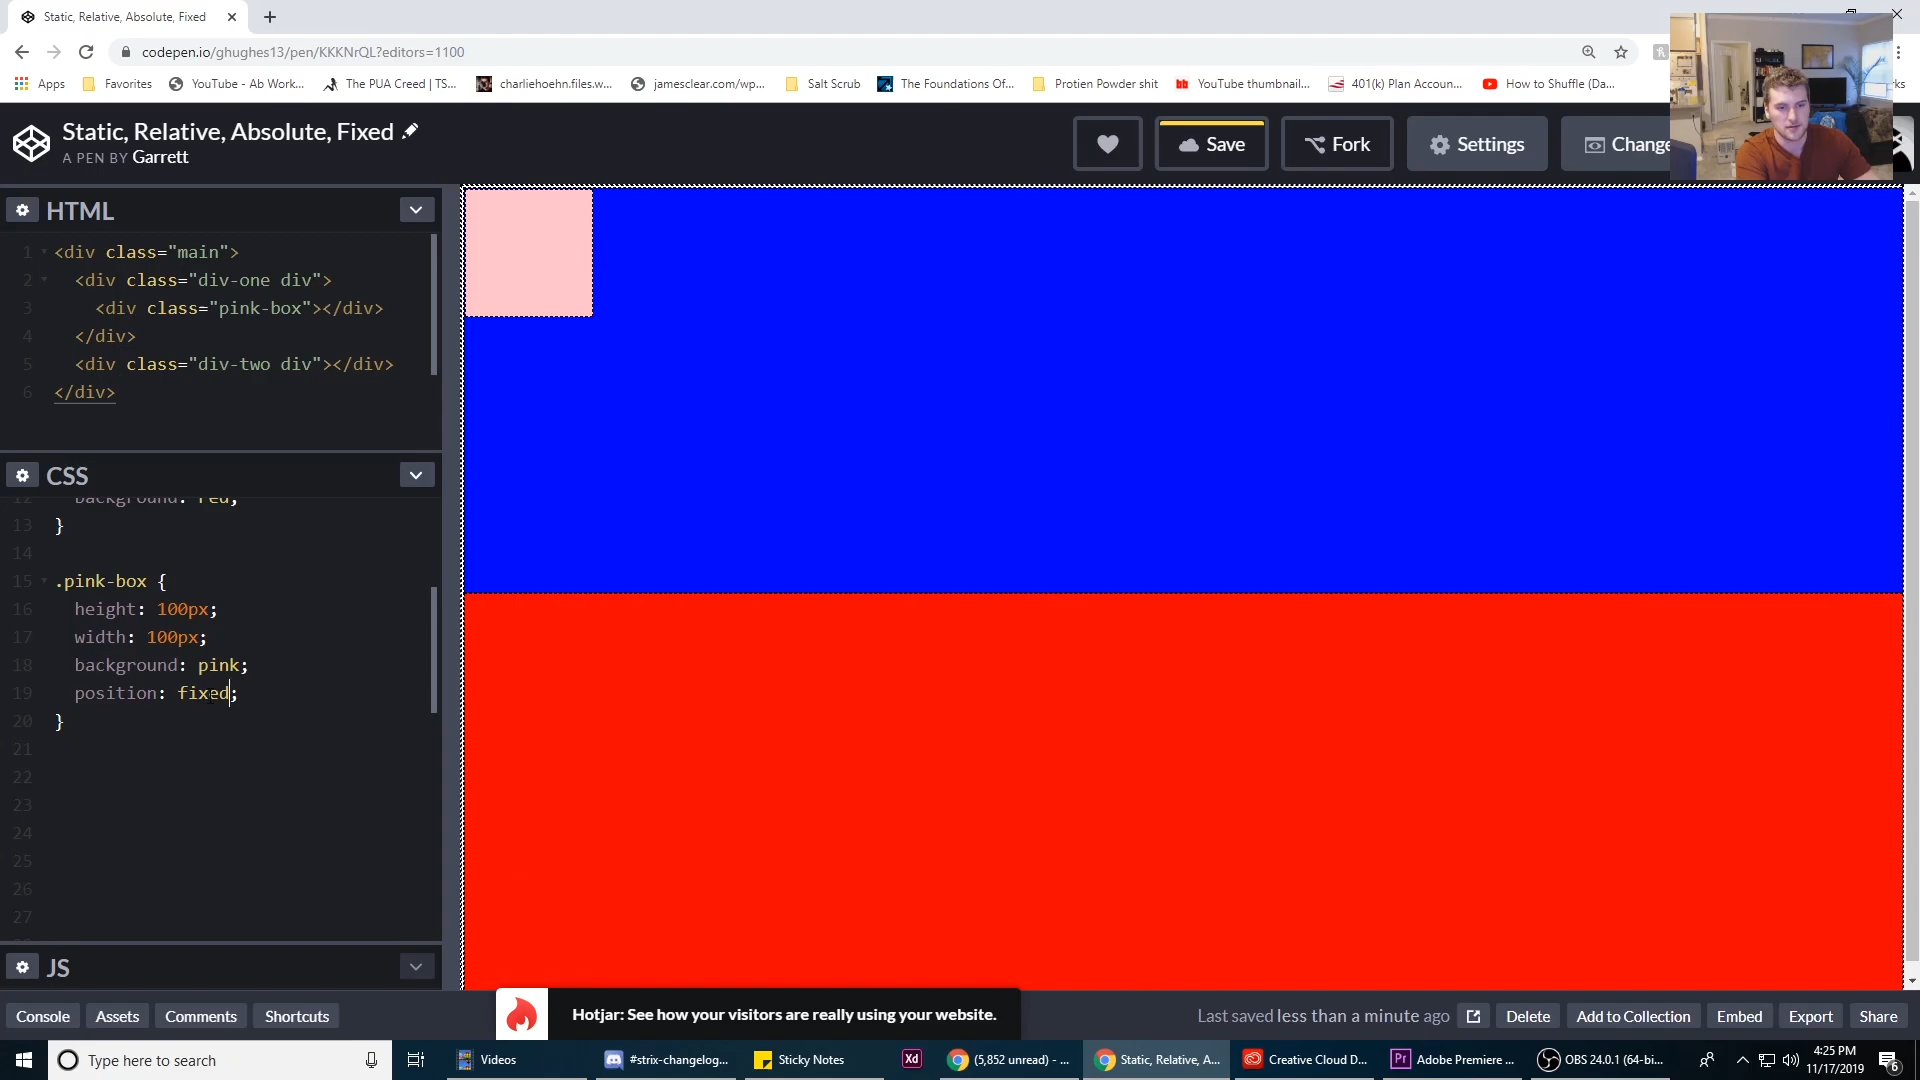 Static, Relative, Absolute, Fixed
codepen.io/ghughes13/pen/KKKNrQL?editors=1100
Apps
Favorites
YouTube - Ab Work...
The PUA Creed | TS...
charliehoehn.files.w...
jamesclear.com/wp...
Salt Scrub
The Foundations Of...
Protien Powder shit
YouTube thumbnail...
401(k) Plan Accoun...
How to Shuffle (Da...
Static, Relative, Absolute, Fixed
A PEN BY Garrett
Save
Fork
Settings
Change
HTML
1 <div class="main">
2 <div class="div-one div">
3 <div class="pink-box"></div>
4 </div>
5 <div class="div-two div"></div>
6 </div>
CSS
12 background: red;
13 }
14
15 .pink-box {
16 height: 100px;
17 width: 100px;
18 background: pink;
19 position: fixed;
20 }
21
22
23
24
25
26
27
JS
Hotjar: See how your visitors are really using your website.
Console
Assets
Comments
Shortcuts
Last saved less than a minute ago
Delete
Add to Collection
Embed
Export
Share
Type here to search
Videos
#strix-changelog...
Sticky Notes
Xd
(5,852 unread) - ...
Static, Relative, A...
Creative Cloud D...
Pr
Adobe Premiere ...
OBS 24.0.1 (64-bi...
4:25 PM
11/17/2019
6